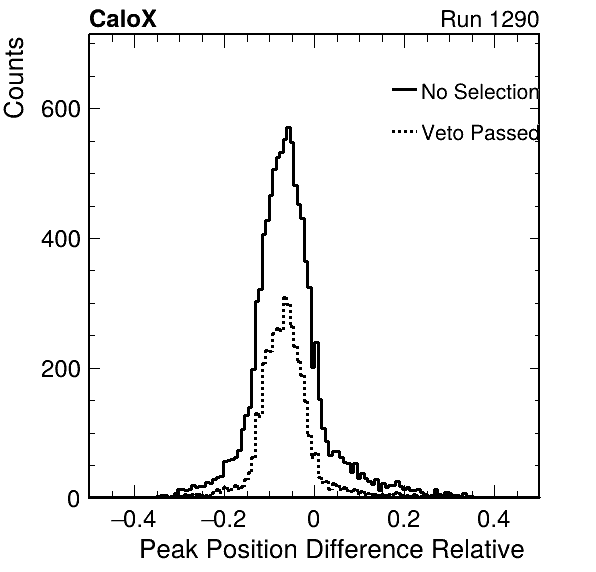 CaloX Run 1290
Counts
No Selection
Veto Passed
600
400
200
0
−0.4 −0.2 0 0.2 0.4
Peak Position Difference Relative